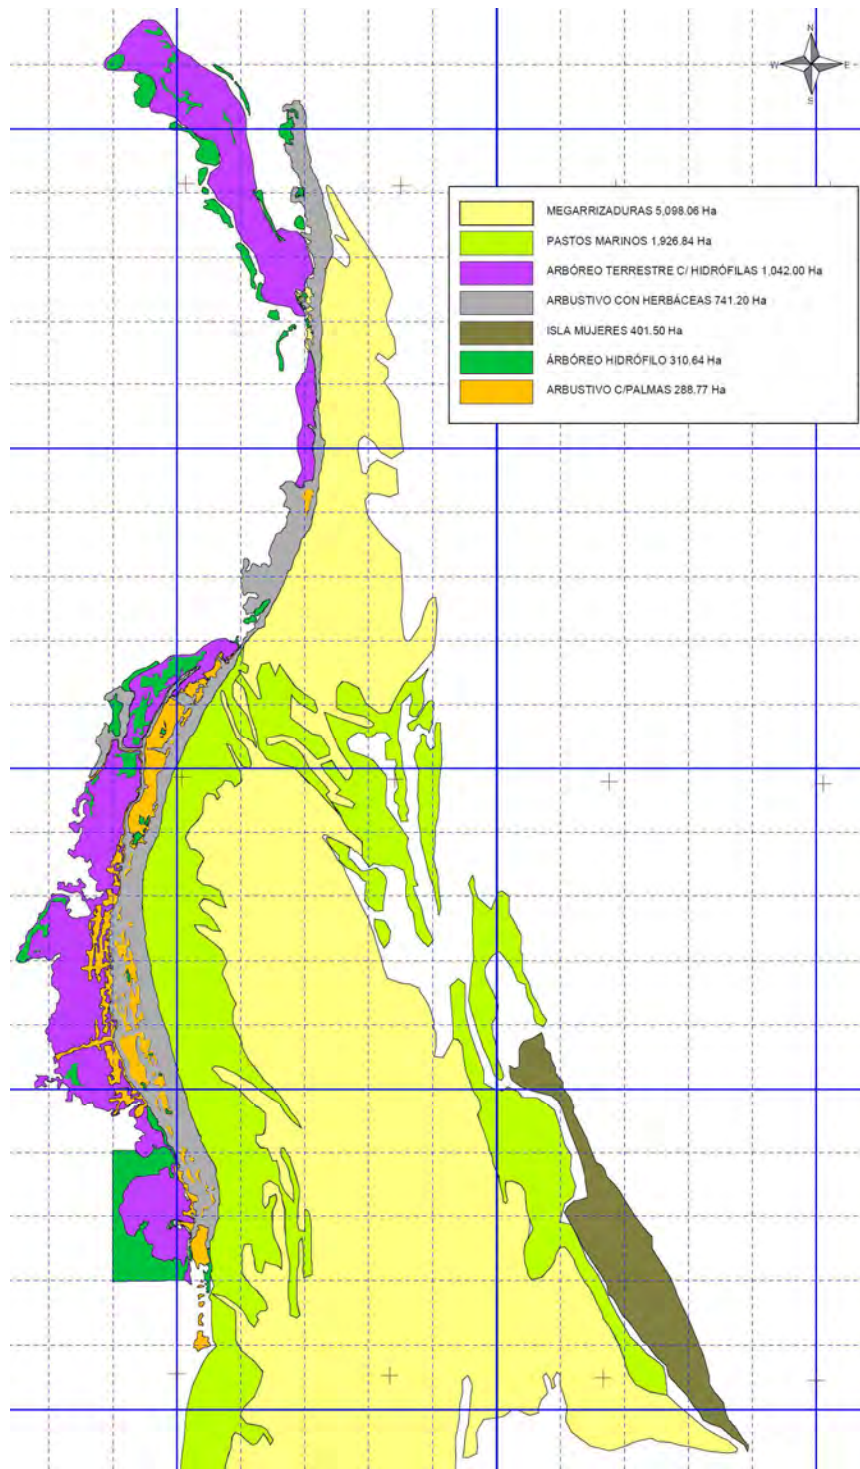 N
W E
S
MEGARRIZADURAS 5,098.06 Ha
PASTOS MARINOS 1,926.84 Ha
ARBÓREO TERRESTRE C/ HIDRÓFILAS 1,042.00 Ha
ARBUSTIVO CON HERBÁCEAS 741.20 Ha
ISLA MUJERES 401.50 Ha
ÁRBÓREO HIDRÓFILO 310.64 Ha
ARBUSTIVO C/PALMAS 288.77 Ha